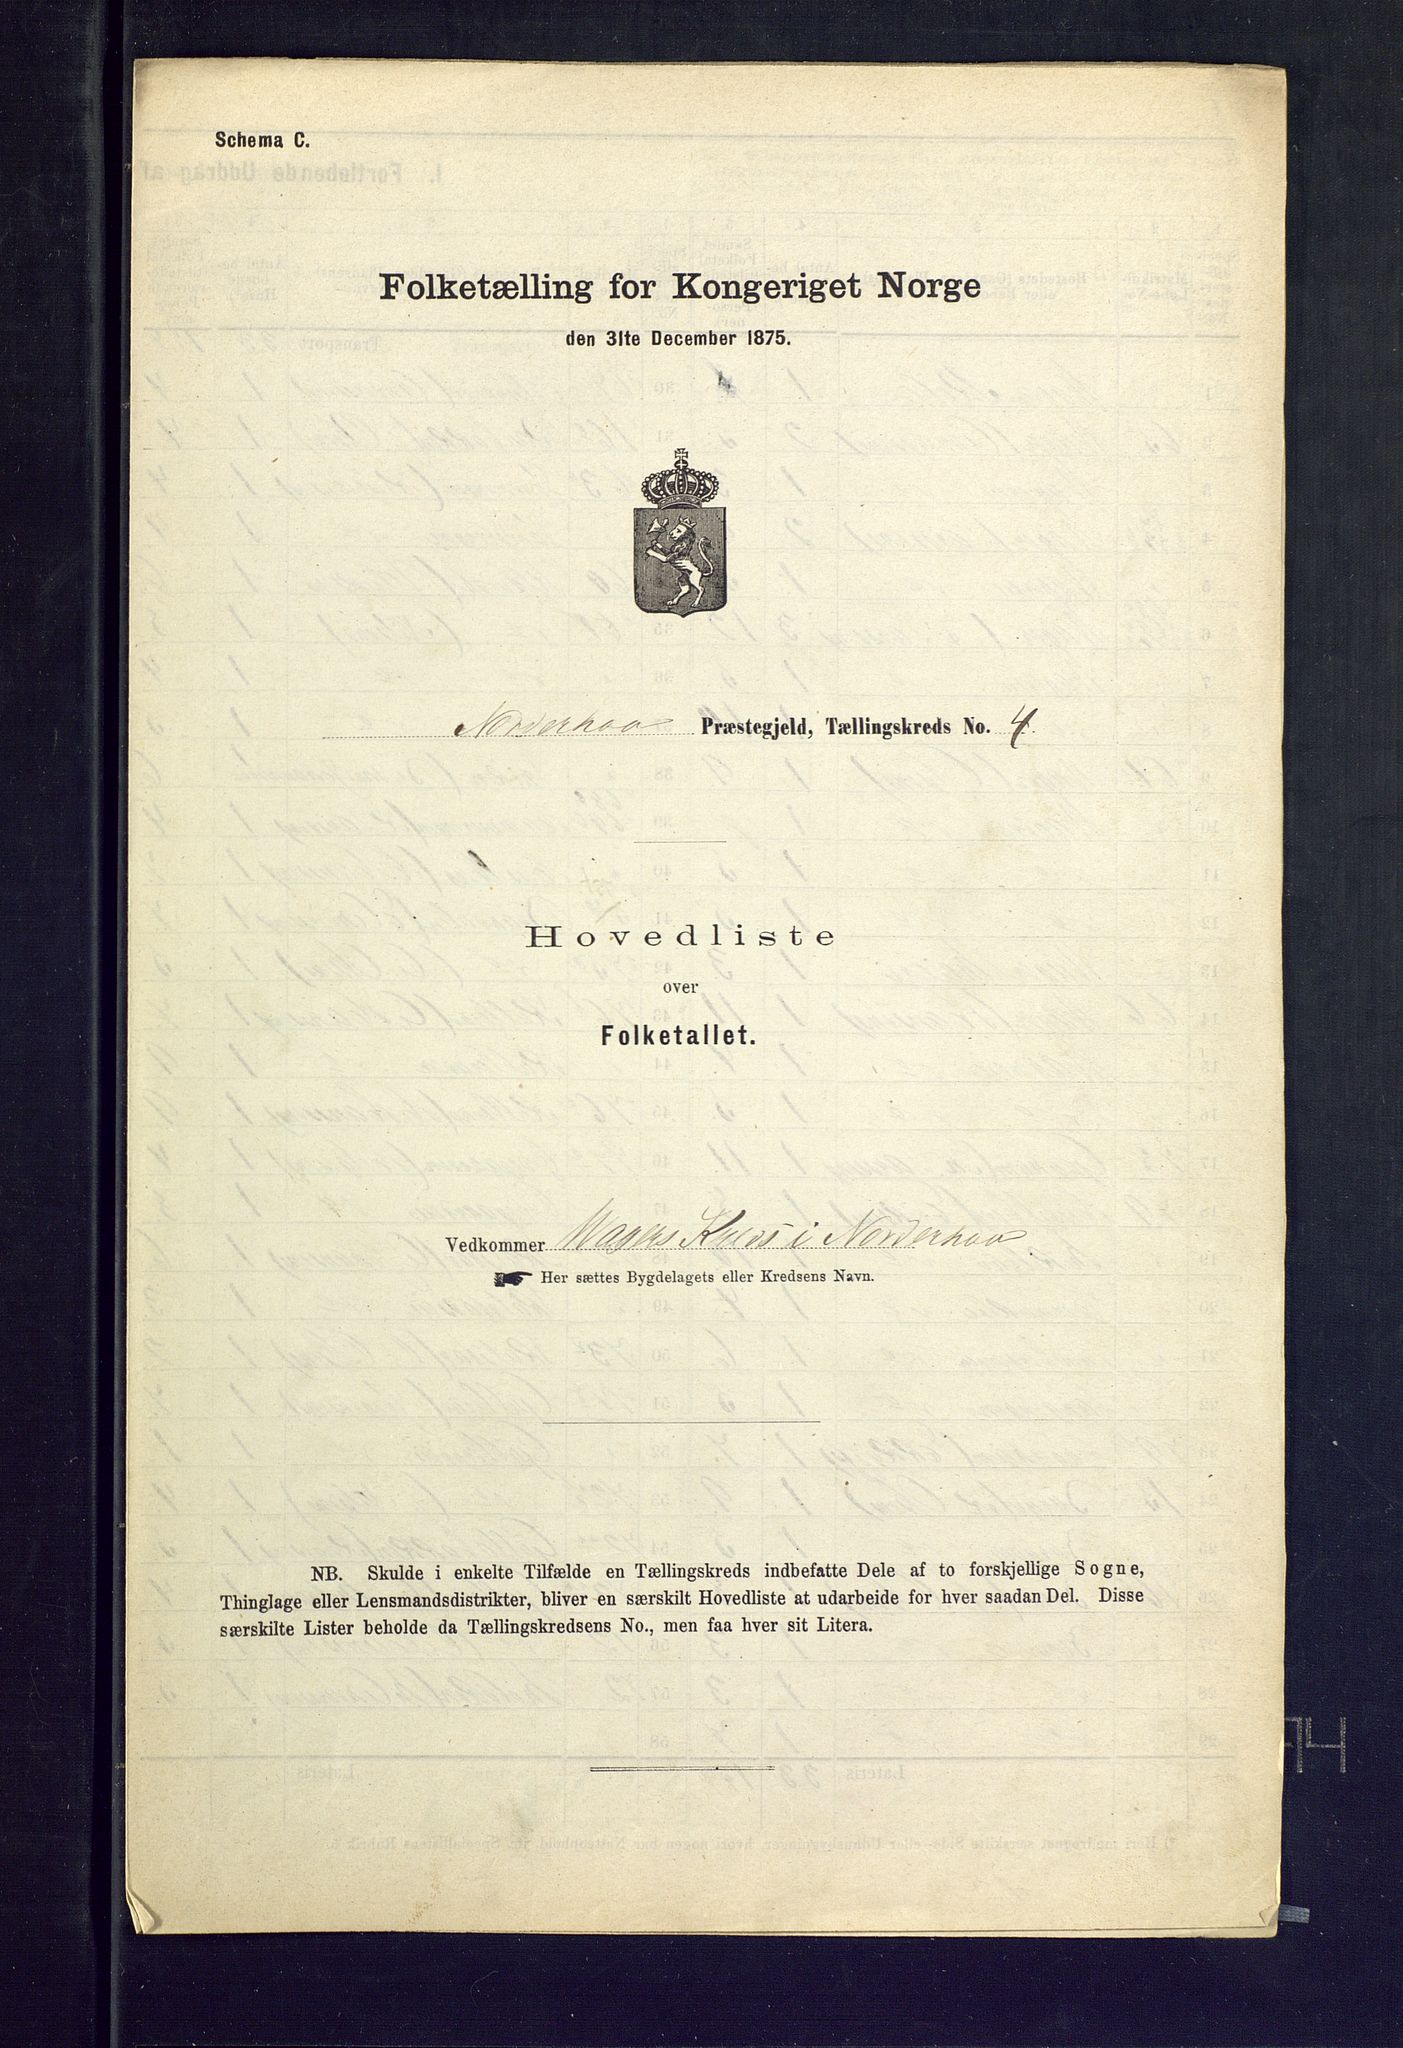 Schema C.
Folketælling for Kongeriget Norge
den 31te December 1875.
Norderhov Præstegjeld, Tællingskreds No. 4
Hovedliste
over
Folketallet.
Vedkommer Wagers Kreds i Norderhov
Her sættes Bygdelagets eller Kredsens Navn.
NB. Skulde i enkelte Tilfælde en Tællingskreds indbefatte Dele af to forskjellige Sogne,
Thinglage eller Lensmandsdistrikter, bliver en særskilt Hovedliste at udarbeide for hver saadan Del. Disse
særskilte Lister beholde da Tællingskredsens No., men faa hver sit Litera.